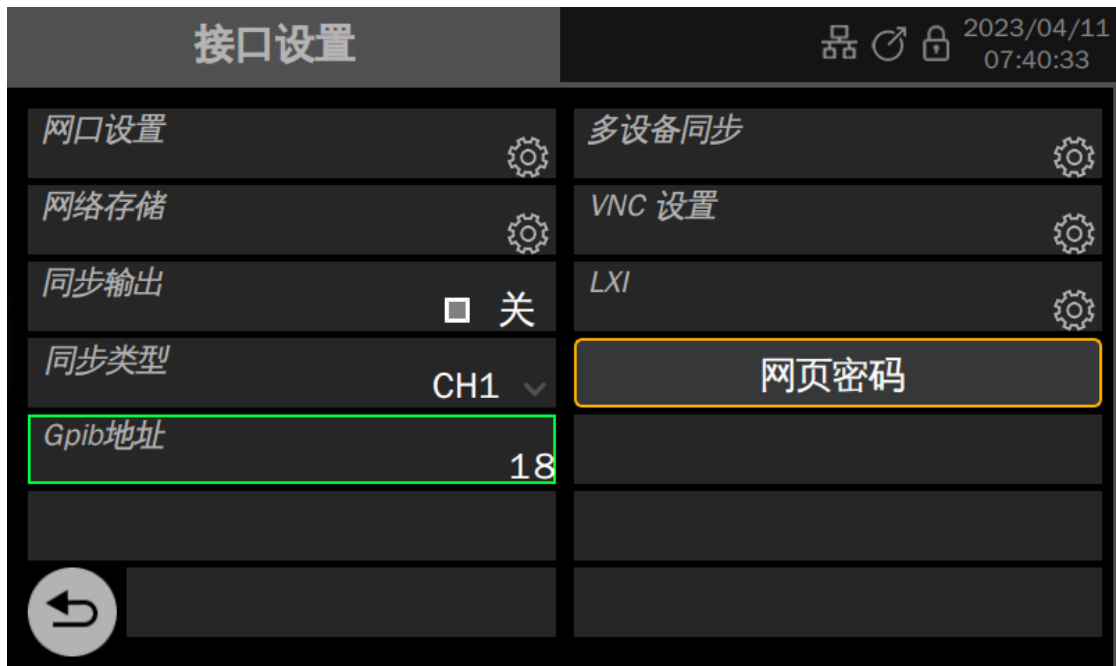 接口设置
2023/04/11
07:40:33
网口设置
多设备同步
网络存储
VNC 设置
同步输出
关
LXI
同步类型
CH1
网页密码
Gpib地址
18